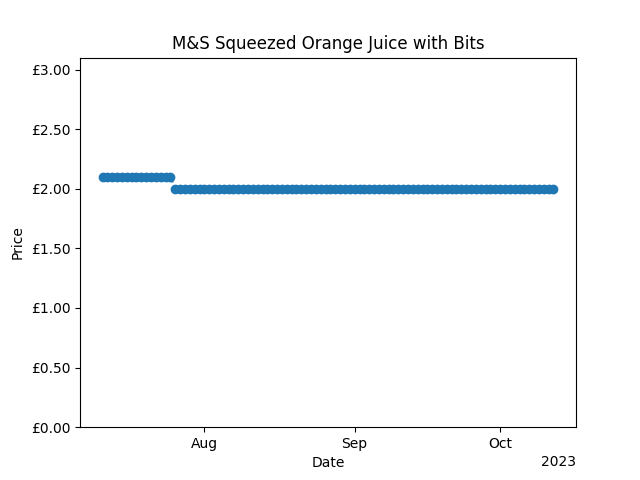 M&S Squeezed Orange Juice with Bits
£3.00
£2.50
£2.00
£1.50
£1.00
£0.50
£0.00
Price
Aug Sep Oct
Date
2023